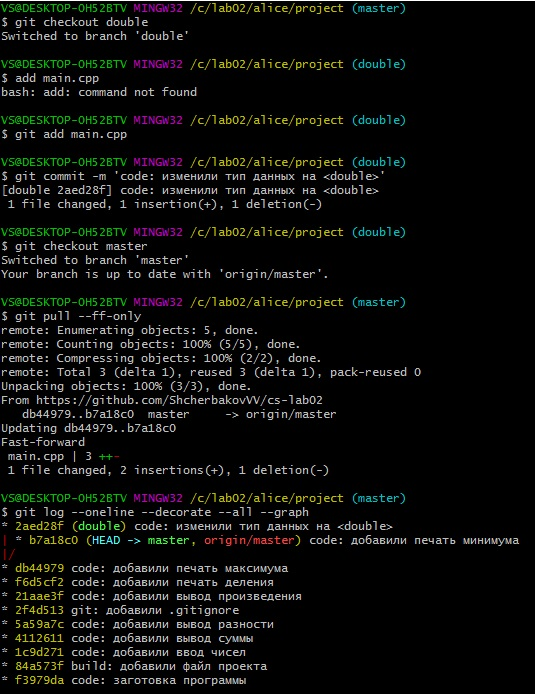 VS@DESKTOP-OH52BTV MINGW32 /c/lab02/alice/project (master)
$ git checkout double
Switched to branch 'double'
VS@DESKTOP-OH52BTV MINGW32 /c/lab02/alice/project (double)
$ add main.cpp
bash: add: command not found
VS@DESKTOP-OH52BTV MINGW32 /c/lab02/alice/project (double)
$ git add main.cpp
VS@DESKTOP-OH52BTV MINGW32 /c/lab02/alice/project (double)
$ git commit -m 'code: изменили тип данных на <double>'
[double 2aed28f] code: изменили тип данных на <double>
 1 file changed, 1 insertion(+), 1 deletion(-)
VS@DESKTOP-OH52BTV MINGW32 /c/lab02/alice/project (double)
$ git checkout master
Switched to branch 'master'
Your branch is up to date with 'origin/master'.
VS@DESKTOP-OH52BTV MINGW32 /c/lab02/alice/project (master)
$ git pull --ff-only
remote: Enumerating objects: 5, done.
remote: Counting objects: 100% (5/5), done.
remote: Compressing objects: 100% (2/2), done.
remote: Total 3 (delta 1), reused 3 (delta 1), pack-reused 0
Unpacking objects: 100% (3/3), done.
From https://github.com/ShcherbakovVV/cs-lab02
   db44979..b7a18c0  master     -> origin/master
Updating db44979..b7a18c0
Fast-forward
 main.cpp | 3 ++-
 1 file changed, 2 insertions(+), 1 deletion(-)
VS@DESKTOP-OH52BTV MINGW32 /c/lab02/alice/project (master)
$ git log --oneline --decorate --all --graph
* 2aed28f (double) code: изменили тип данных на <double>
| * b7a18c0 (HEAD -> master, origin/master) code: добавили печать минимума
|/
* db44979 code: добавили печать максимума
* f6d5cf2 code: добавили печать деления
* 21aae3f code: добавили вывод произведения
* 2f4d513 git: добавили .gitignore
* 5a59a7c code: добавили вывод разности
* 4112611 code: добавили вывод суммы
* 1c9d271 code: добавили ввод чисел
* 84a573f build: добавили файл проекта
* f3979da code: заготовка программы